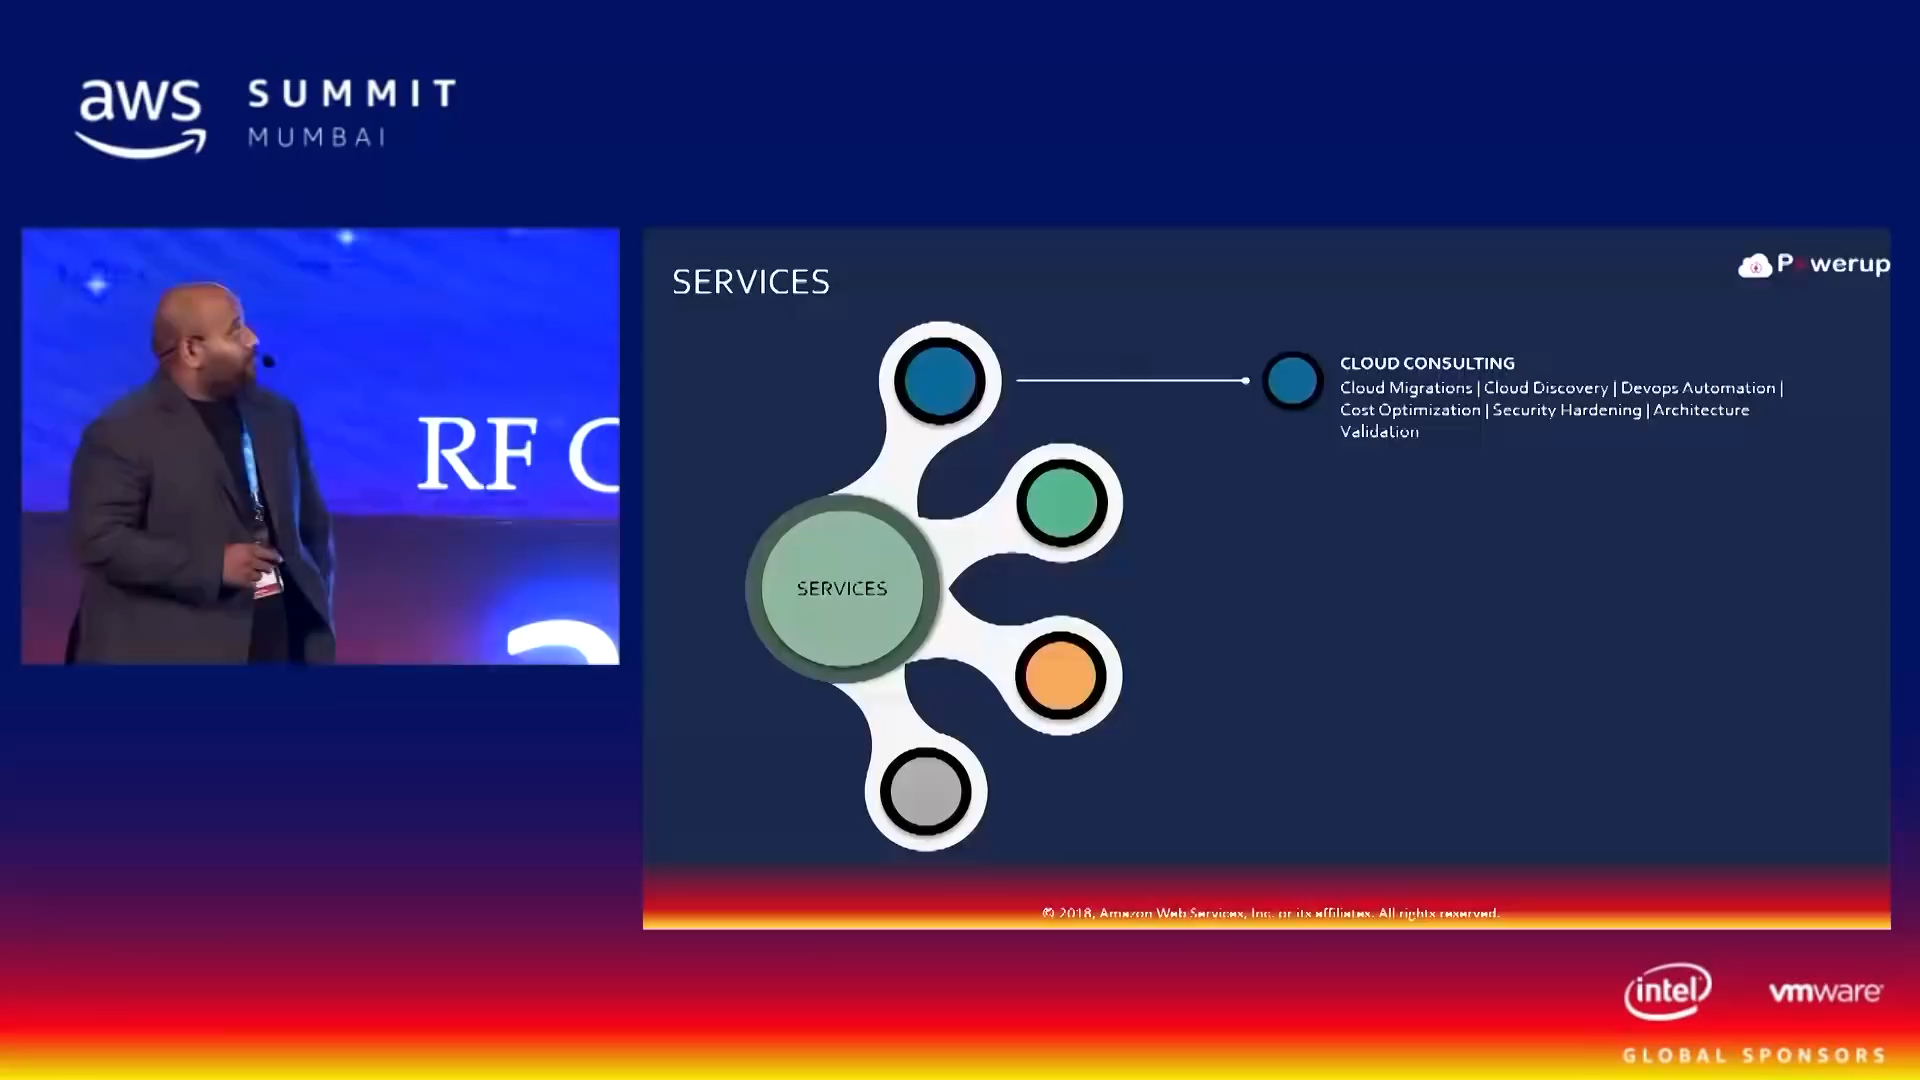 aws
SUMMIT
MUMBAI
RF
SERVICES
Powerup
CLOUD CONSULTING
Cloud Migrations | Cloud Discovery | Devops Automation |
Cost Optimization | Security Hardening | Architecture
Validation
SERVICES
© 2018, Amazon Web Services, Inc. or its affiliates. All rights reserved.
intel
vmware
GLOBAL SPONSORS